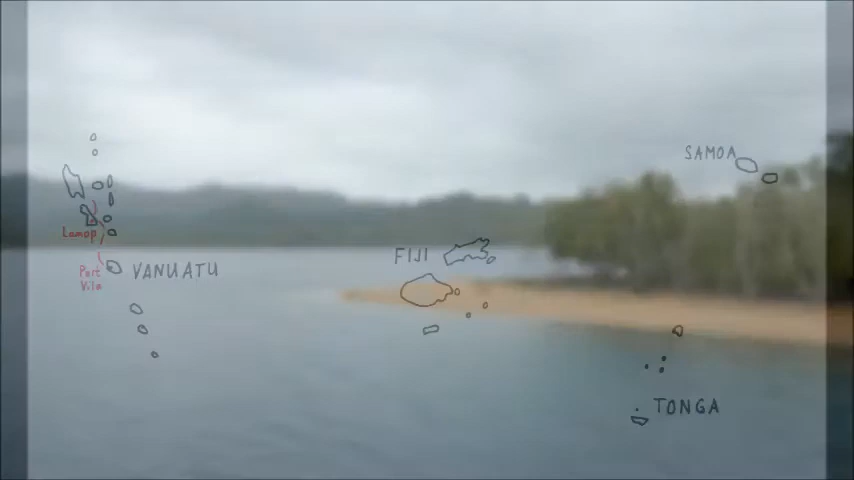 SAMOA
Lamap
FIJI
VANUATU
Port
Vila
TONGA